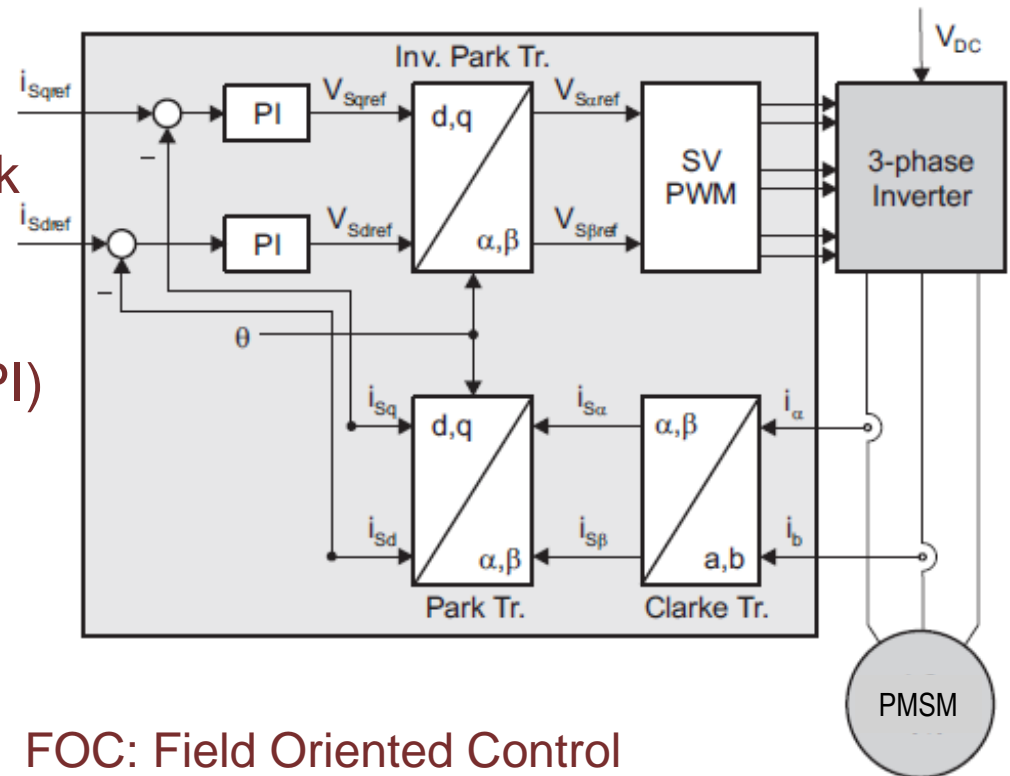 V_DC
Inv. Park Tr.
i_Sqref
PI
V_Sqref
d,q
α,β
V_Sαref
SV
PWM
3-phase
Inverter
–
k
i_Sdref
PI
V_Sdref
V_Sβref
–
θ
PI)
i_Sq
d,q
i_Sα
α,β
i_α
i_Sd
α,β
i_Sβ
a,b
i_b
Park Tr.
Clarke Tr.
PMSM
FOC: Field Oriented Control